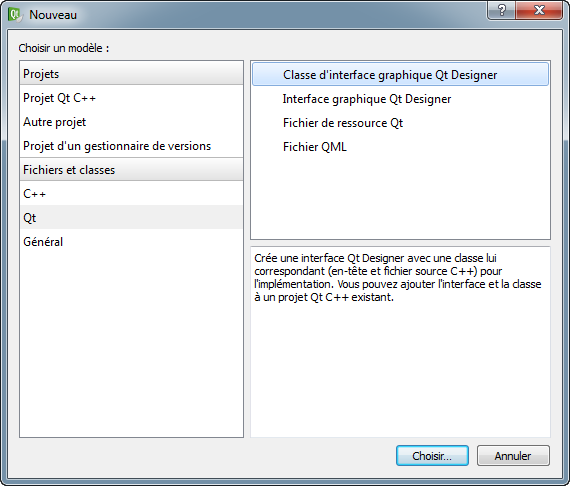 Nouveau
Choisir un modèle :
Projets
Projet Qt C++
Autre projet
Projet d'un gestionnaire de versions
Fichiers et classes
C++
Qt
Général
Classe d'interface graphique Qt Designer
Interface graphique Qt Designer
Fichier de ressource Qt
Fichier QML
Crée une interface Qt Designer avec une classe lui
correspondant (en-tête et fichier source C++) pour
l'implémentation. Vous pouvez ajouter l'interface et la classe
à un projet Qt C++ existant.
Choisir...
Annuler